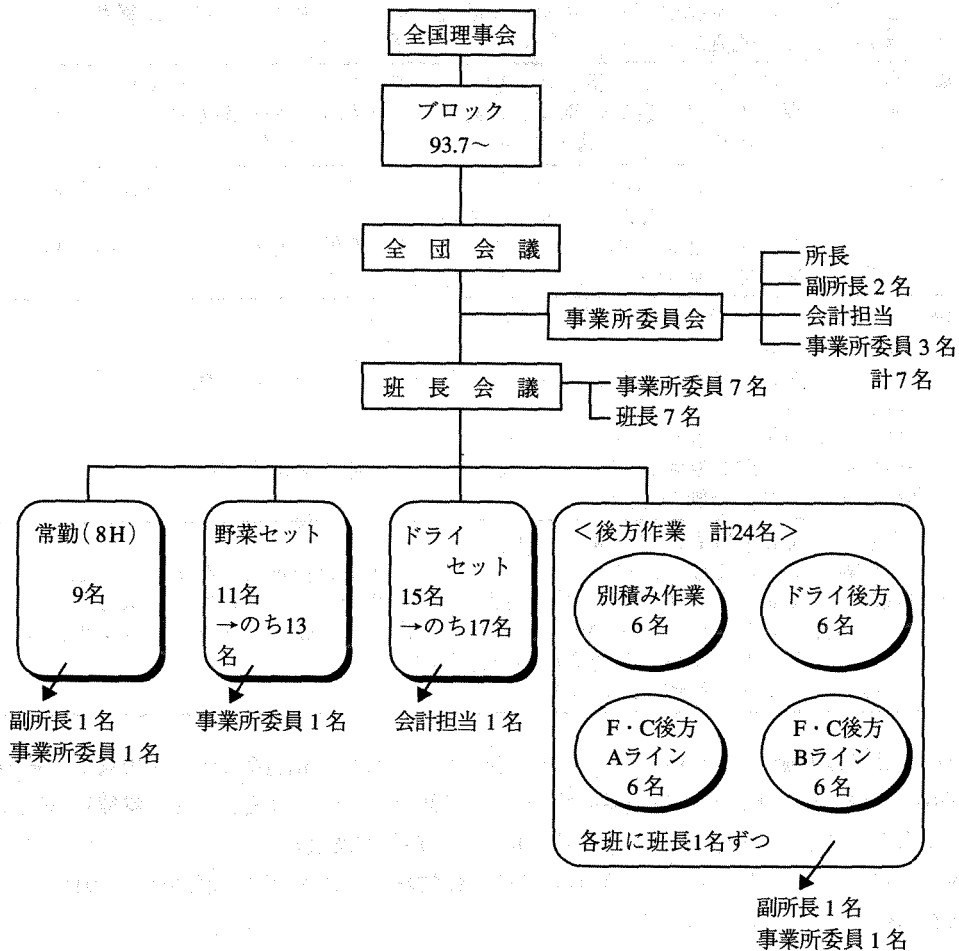 全国理事会
ブロック
93.7～
全団会議
事業所委員会
所長
副所長2名
会計担当
事業所委員3名
計7名
班長会議
事業所委員7名
班長7名
常勤(8H)
9名
野菜セット
11名
→のち13
名
ドライ
セット
15名
→のち17名
＜後方作業 計24名＞
別積み作業
6名
ドライ後方
6名
F・C後方
Aライン
6名
F・C後方
Bライン
6名
各班に班長1名ずつ
副所長1名
事業所委員1名
事業所委員1名
会計担当1名
副所長1名
事業所委員1名